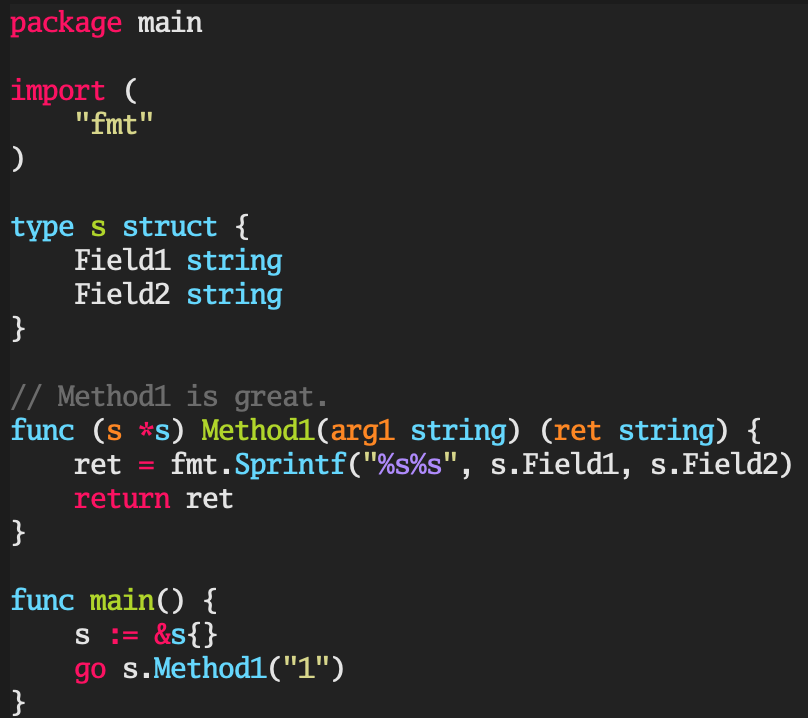 package main
import (
    "fmt"
)
type s struct {
    Field1 string
    Field2 string
}
// Method1 is great.
func (s *s) Method1(arg1 string) (ret string) {
    ret = fmt.Sprintf("%s%s", s.Field1, s.Field2)
    return ret
}
func main() {
    s := &s{}
    go s.Method1("1")
}